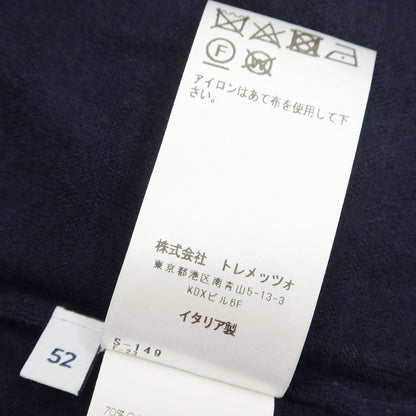 F
W
アイロンはあて布を使用して下
さい。
株式会社 トレメッツォ
東京都港区南青山5-13-3
KDXビル6F
イタリア製
S-149
52
70%